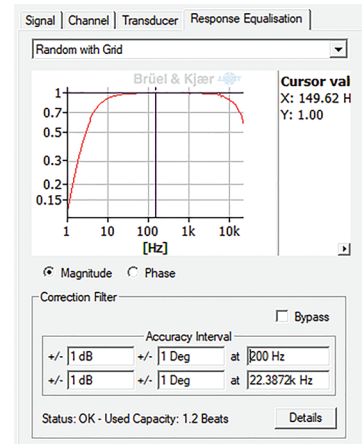 Signal Channel Transducer Response Equalisation
Random with Grid
Brüel & Kjær
Cursor val
X: 149.62 H
Y: 1.00
1
0.7
0.5
0.3
0.2
0.15
1 10 100 1k 10k
[Hz]
Magnitude Phase
Correction Filter
Bypass
Accuracy Interval
+/- 1 dB +/- 1 Deg at 200 Hz
+/- 1 dB +/- 1 Deg at 22.3872k Hz
Status: OK - Used Capacity: 1.2 Beats Details